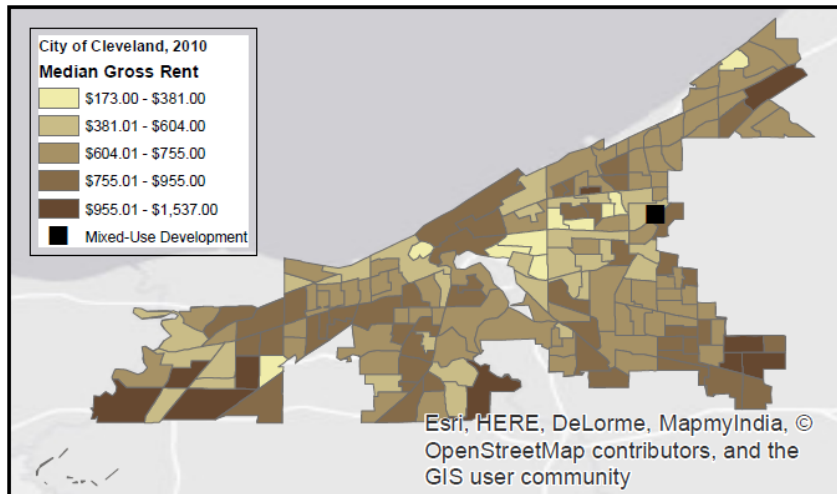 City of Cleveland, 2010
Median Gross Rent
$173.00 - $381.00
$381.01 - $604.00
$604.01 - $755.00
$755.01 - $955.00
$955.01 - $1,537.00
Mixed-Use Development
Esri, HERE, DeLorme, MapmyIndia, ©
OpenStreetMap contributors, and the
GIS user community